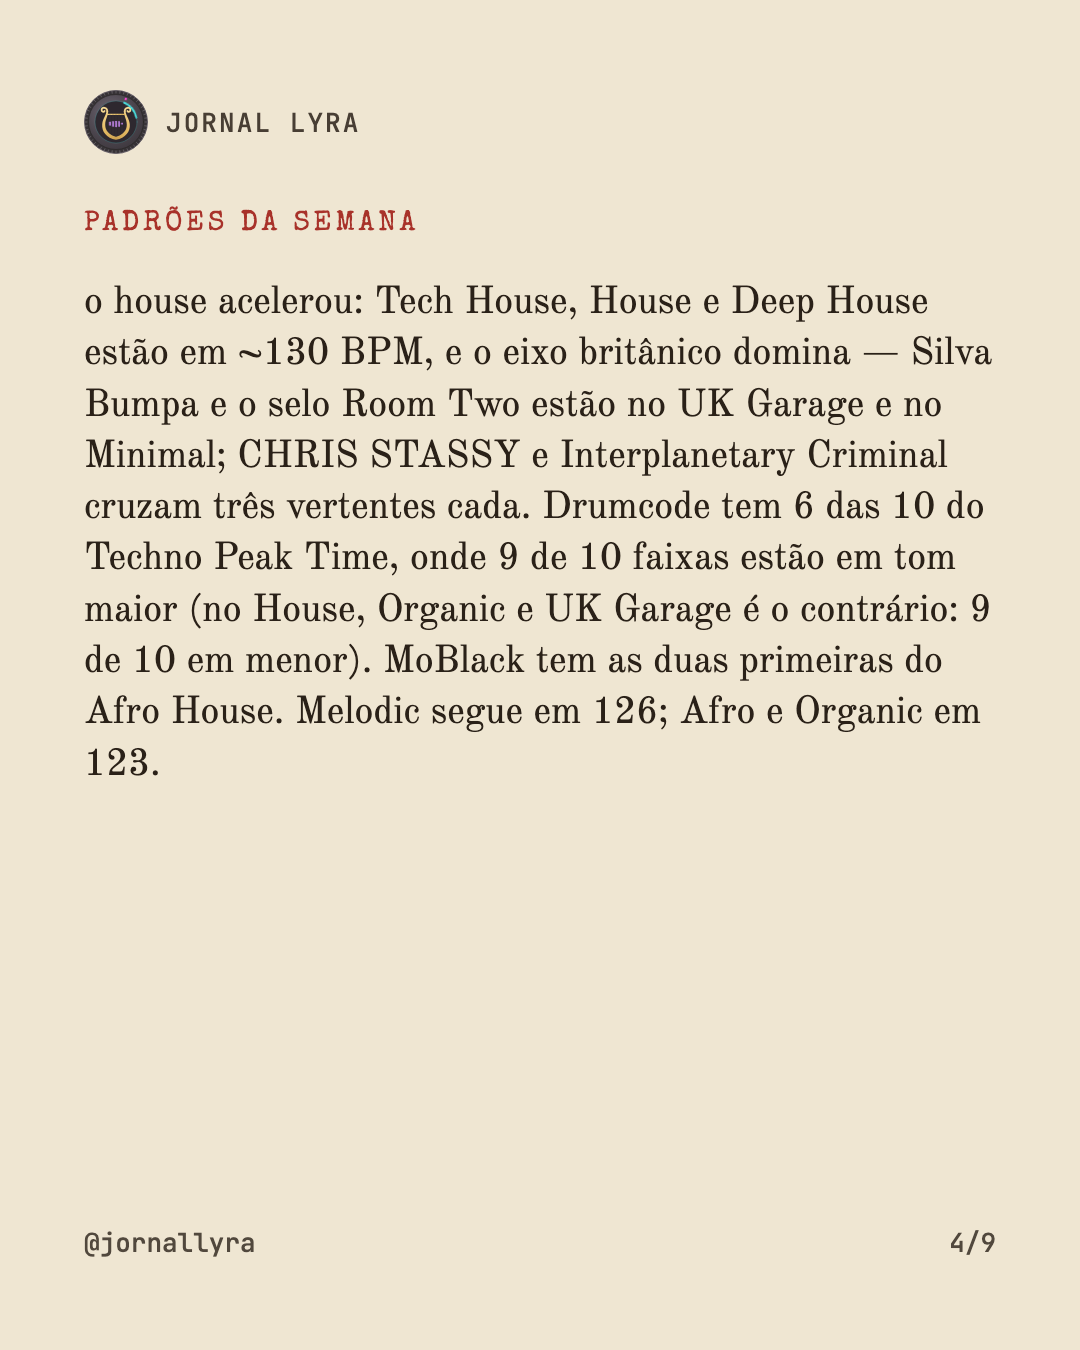 JORNAL LYRA
PADRÕES DA SEMANA
o house acelerou: Tech House, House e Deep House
estão em ~130 BPM, e o eixo britânico domina — Silva
Bumpa e o selo Room Two estão no UK Garage e no
Minimal; CHRIS STASSY e Interplanetary Criminal
cruzam três vertentes cada. Drumcode tem 6 das 10 do
Techno Peak Time, onde 9 de 10 faixas estão em tom
maior (no House, Organic e UK Garage é o contrário: 9
de 10 em menor). MoBlack tem as duas primeiras do
Afro House. Melodic segue em 126; Afro e Organic em
123.
@jornallyra
4/9